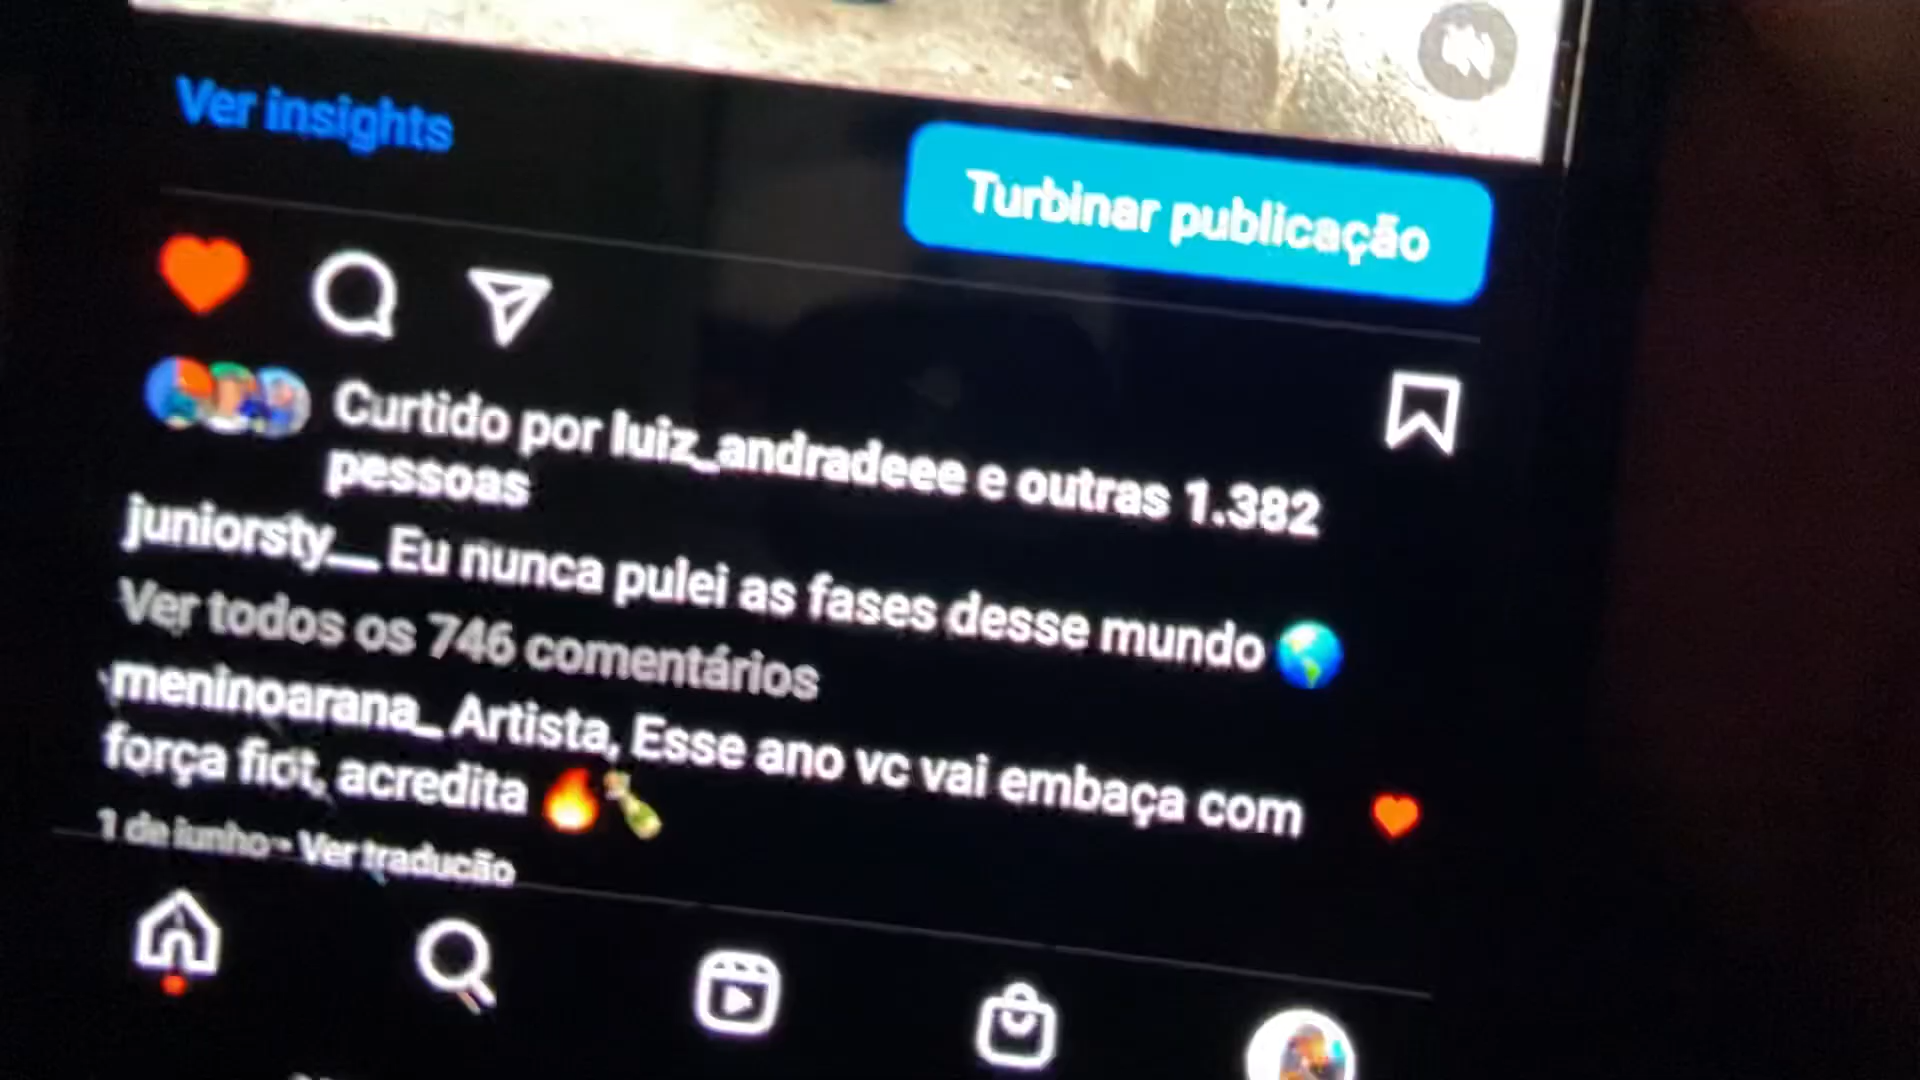 Ver insights
Turbinar publicação
Curtido por luiz_andradeee e outras 1.382
pessoas
juniorsty__ Eu nunca pulei as fases desse mundo 🌎
Ver todos os 746 comentários
meninoarana_ Artista, Esse ano vc vai embaça com
força fiot, acredita 🔥🍾
1 de junho · Ver tradução